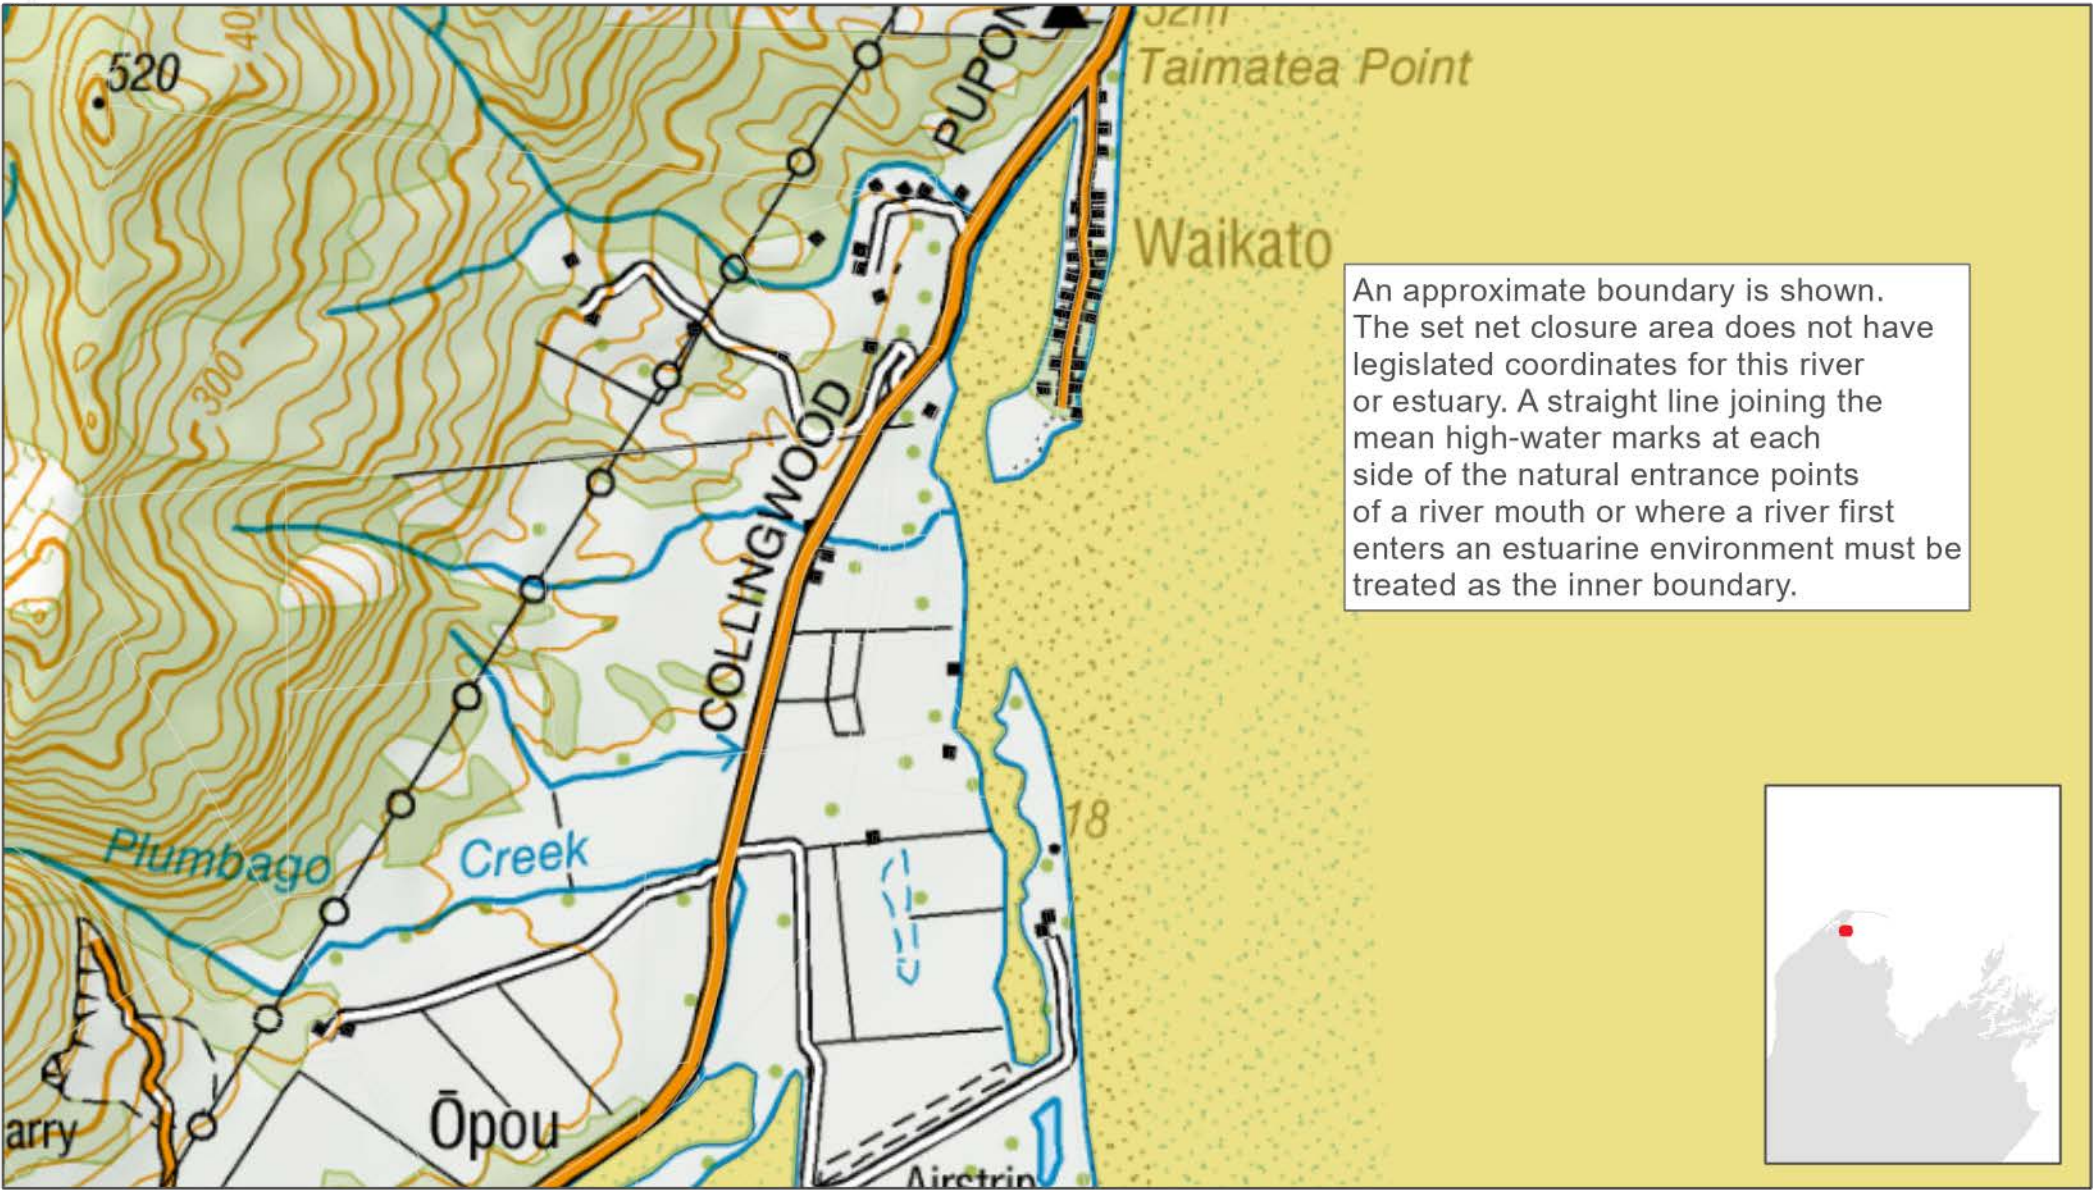 520
40
PUPON
52m
Taimatea Point
Waikato
An approximate boundary is shown.
The set net closure area does not have
legislated coordinates for this river
or estuary. A straight line joining the
mean high-water marks at each
side of the natural entrance points
of a river mouth or where a river first
enters an estuarine environment must be
treated as the inner boundary.
300
COLLINGWOOD
18
Plumbago Creek
Ōpou
arry
Airstrip